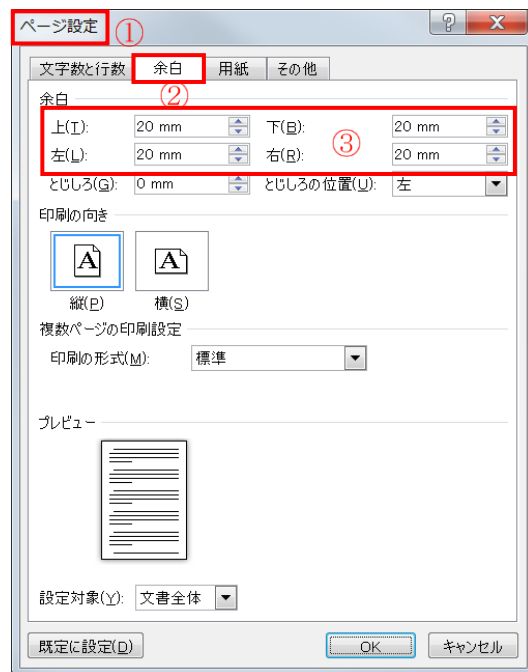 ページ設定 ①
文字数と行数 余白 用紙 その他
②
余白
上(T): 20 mm 下(B): 20 mm
③
左(L): 20 mm 右(R): 20 mm
とじしろ(G): 0 mm とじしろの位置(U): 左
印刷の向き
A A
縦(P) 横(S)
複数ページの印刷設定
印刷の形式(M): 標準
プレビュー
設定対象(Y): 文書全体
既定に設定(D) OK キャンセル